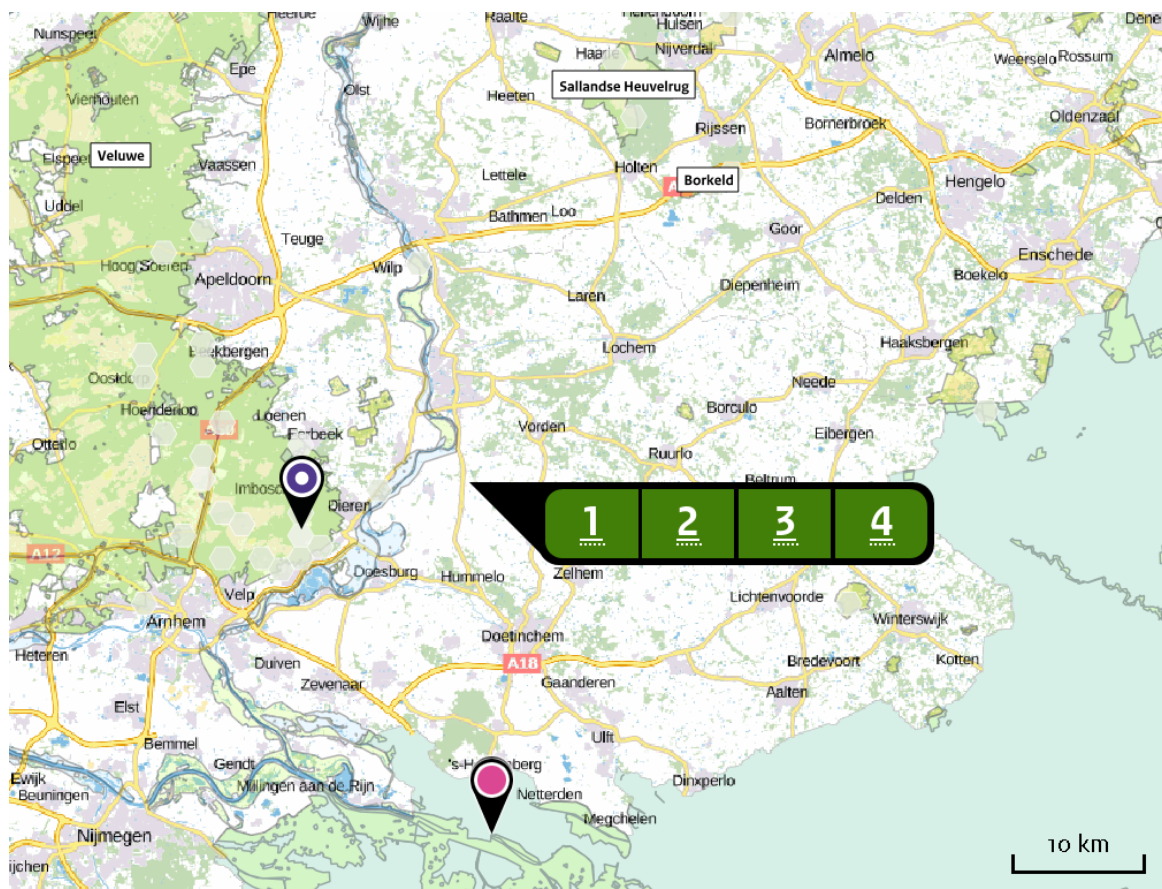 Nunspeet
Heerde
Wijhe
Raalte
Hulsen
Nijverdal
Haarle
Almelo
Weerselo
Rossum
Epe
Olst
Vierhouten
Heeten
Sallandse Heuvelrug
Rijssen
Bornerbroek
Oldenzaal
Veluwe
Elspeet
Vaassen
Lettele
Holten
Borkeld
Hengelo
Uddel
Bathmen
Loo
Delden
Teuge
Goor
Enschede
Hoog Soeren
Apeldoorn
Wilp
Boekelo
Laren
Diepenheim
Beekbergen
Lochem
Haaksbergen
Neede
Hoenderloo
Loenen
Borculo
Vorden
Eibergen
Otterlo
Eerbeek
Ruurlo
Beltrum
Dieren
1
2
3
4
A12
Doesburg
Hummelo
Zelhem
Velp
Lichtenvoorde
Arnhem
Winterswijk
Doetinchem
Heteren
Duiven
A18
Bredevoort
Kotten
Zevenaar
Gaanderen
Aalten
Elst
Bemmel
Ulft
Gendt
Ewijk
Beuningen
Millingen aan de Rijn
Netterden
Dinxperlo
Megchelen
Nijmegen
10 km